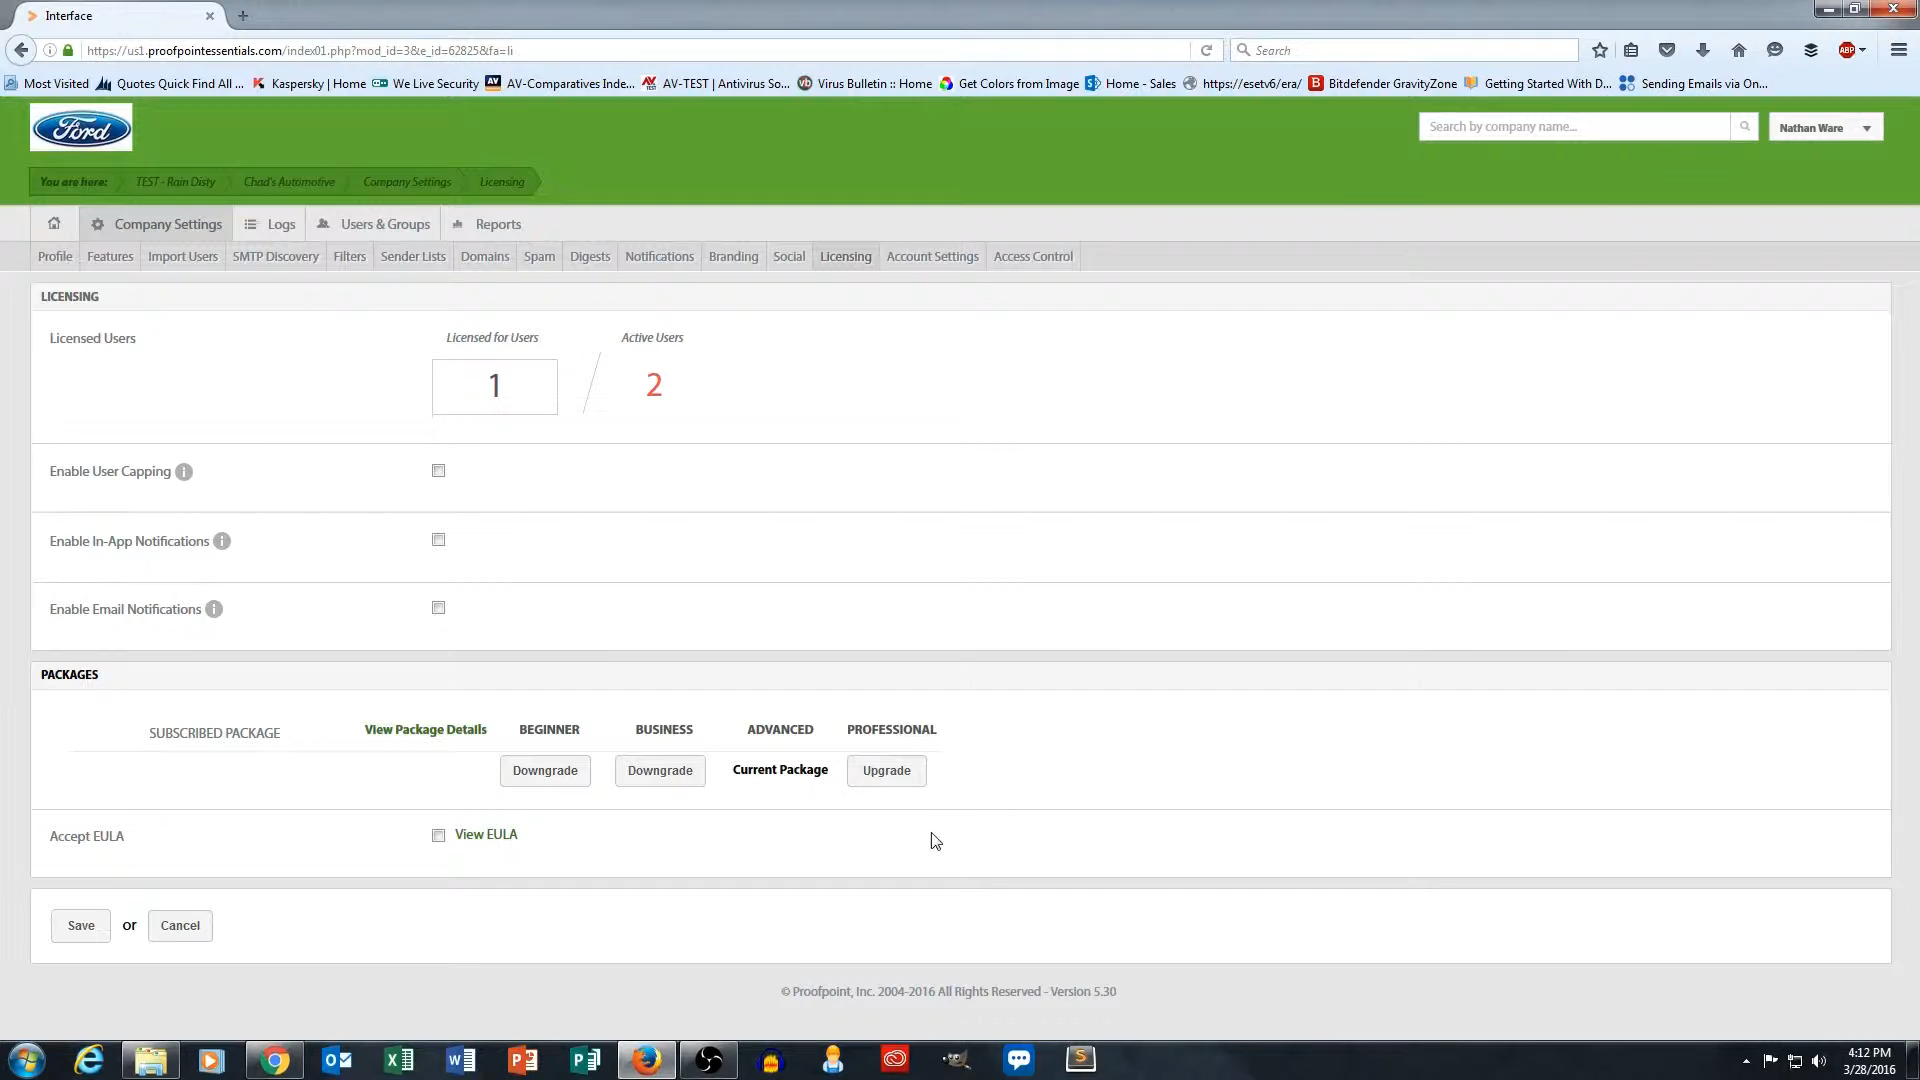 Interface
https://us1.proofpointessentials.com/index01.php?mod_id=3&e_id=62825&fa=li
Search
ABP
Most Visited Quotes Quick Find All ... Kaspersky | Home We Live Security AV AV-Comparatives Inde... AV-TEST | Antivirus So... vb Virus Bulletin :: Home Get Colors from Image Home - Sales https://esetv6/era/ B Bitdefender GravityZone Getting Started With D... Sending Emails via On...
Ford
Search by company name...
Nathan Ware
You are here: TEST - Rain Disty Chad's Automotive Company Settings Licensing
Company Settings Logs Users & Groups Reports
Profile Features Import Users SMTP Discovery Filters Sender Lists Domains Spam Digests Notifications Branding Social Licensing Account Settings Access Control
LICENSING
Licensed Users
Licensed for Users Active Users
1 2
Enable User Capping i
Enable In-App Notifications i
Enable Email Notifications i
PACKAGES
SUBSCRIBED PACKAGE View Package Details BEGINNER BUSINESS ADVANCED PROFESSIONAL
Downgrade Downgrade Current Package Upgrade
Accept EULA View EULA
Save or Cancel
© Proofpoint, Inc. 2004-2016 All Rights Reserved - Version 5.30
4:12 PM
3/28/2016